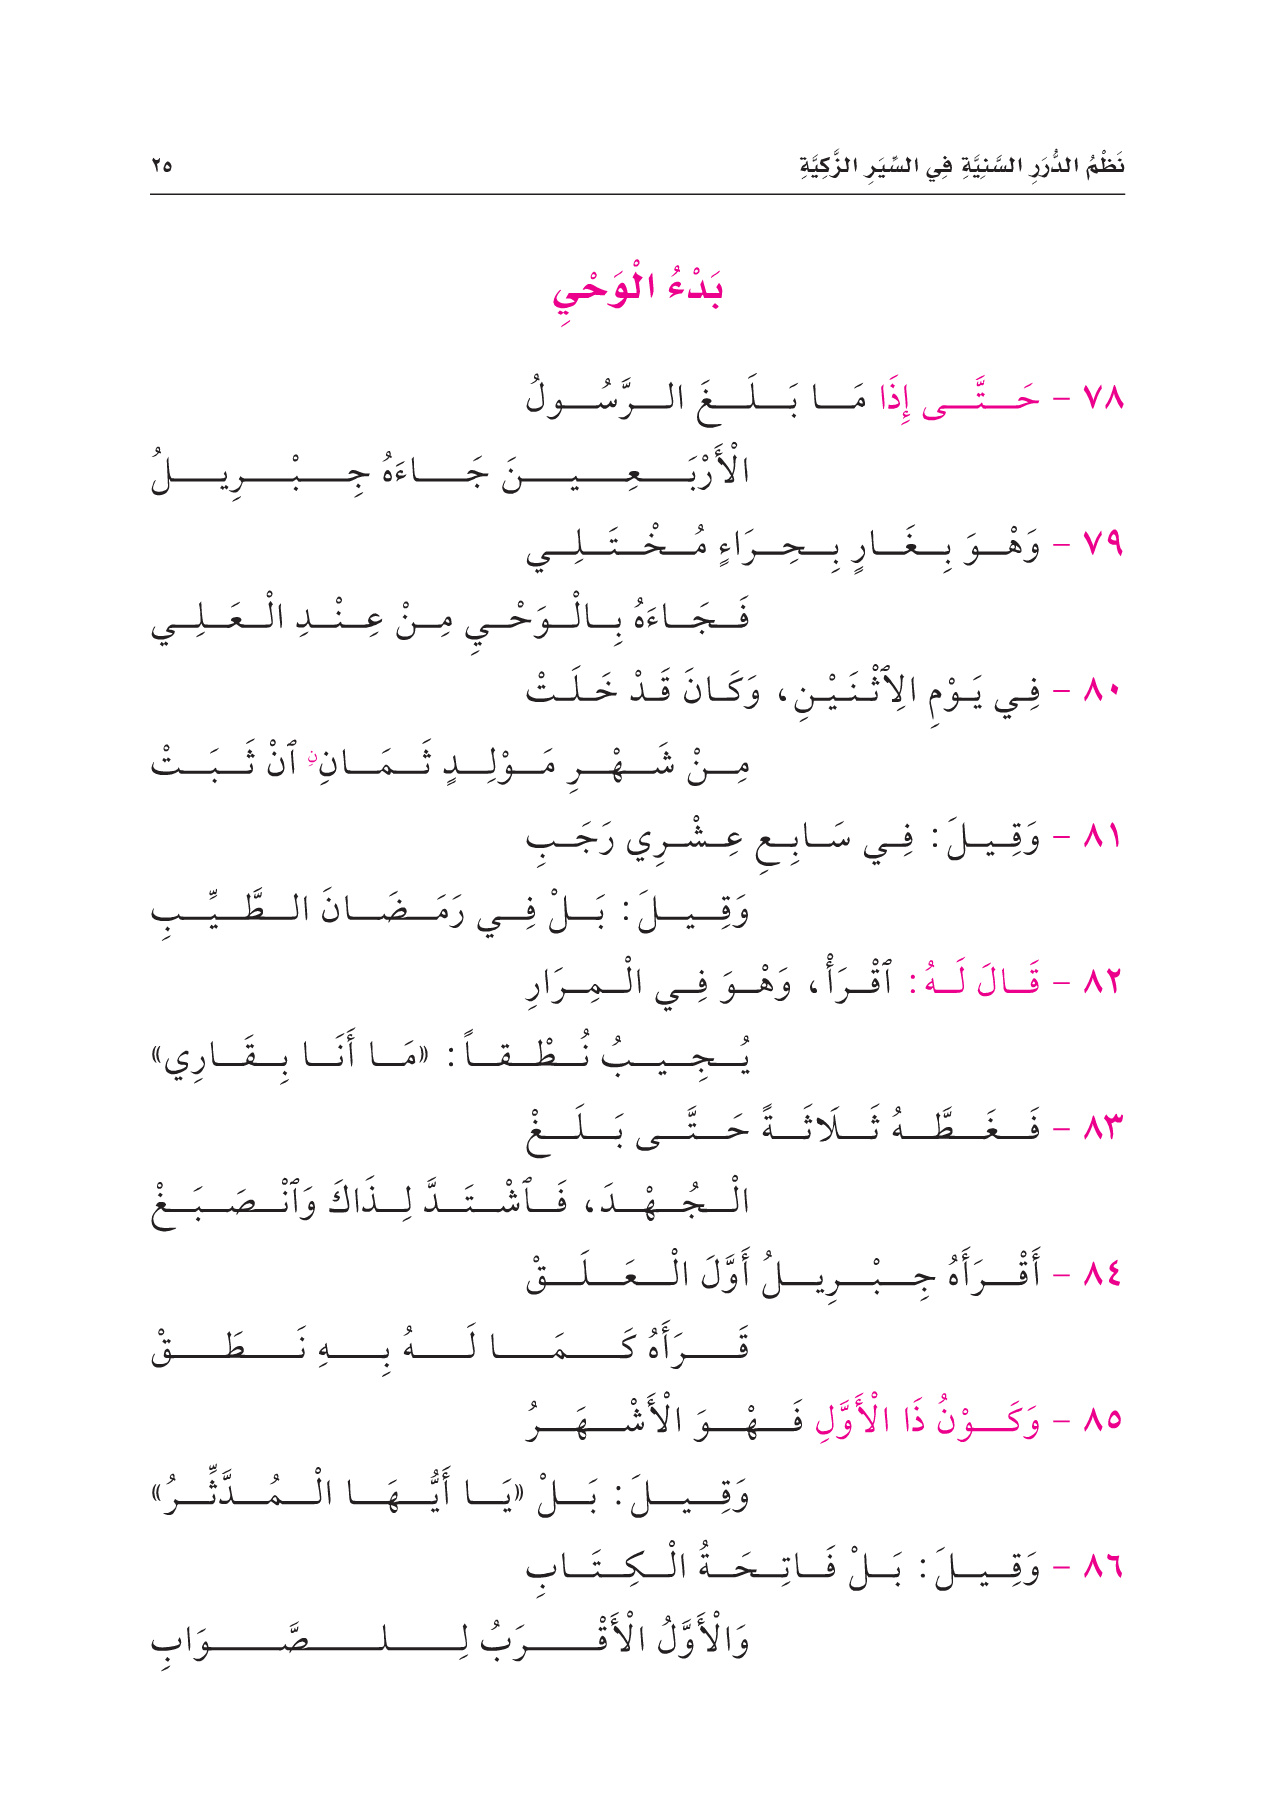 نَظْمُ الدُّرَرِ السَّنِيَّةِ فِي السِّيَرِ الزَّكِيَّةِ ٢٥
بَدْءُ الْوَحْيِ
٧٨ - حَتَّى إِذَا مَا بَلَغَ الرَّسُولُ
الْأَرْبَعِينَ جَاءَهُ جِبْرِيلُ
٧٩ - وَهْوَ بِغَارٍ بِحِرَاءٍ مُخْتَلِي
فَجَاءَهُ بِالْوَحْيِ مِنْ عِنْدِ الْعَلِي
٨٠ - فِي يَوْمِ الِاثْنَيْنِ، وَكَانَ قَدْ خَلَتْ
مِنْ شَهْرِ مَوْلِدٍ ثَمَانِنِ ٱنْ ثَبَتْ
٨١ - وَقِيلَ: فِي سَابِعِ عِشْرِي رَجَبِ
وَقِيلَ: بَلْ فِي رَمَضَانَ الطَّيِّبِ
٨٢ - قَالَ لَهُ: ٱقْرَأْ، وَهْوَ فِي الْمِرَارِ
يُجِيبُ نُطْقاً: «مَا أَنَا بِقَارِي»
٨٣ - فَغَطَّهُ ثَلَاثَةً حَتَّى بَلَغْ
الْجُهْدَ، فَٱشْتَدَّ لِذَاكَ وَٱنْصَبَغْ
٨٤ - أَقْرَأَهُ جِبْرِيلُ أَوَّلَ الْعَلَقْ
قَرَأَهُ كَمَا لَهُ بِهِ نَطَقْ
٨٥ - وَكَوْنُ ذَا الْأَوَّلِ فَهْوَ الْأَشْهَرُ
وَقِيلَ: بَلْ «يَا أَيُّهَا الْمُدَّثِّرُ»
٨٦ - وَقِيلَ: بَلْ فَاتِحَةُ الْكِتَابِ
وَالْأَوَّلُ الْأَقْرَبُ لِلصَّوَابِ